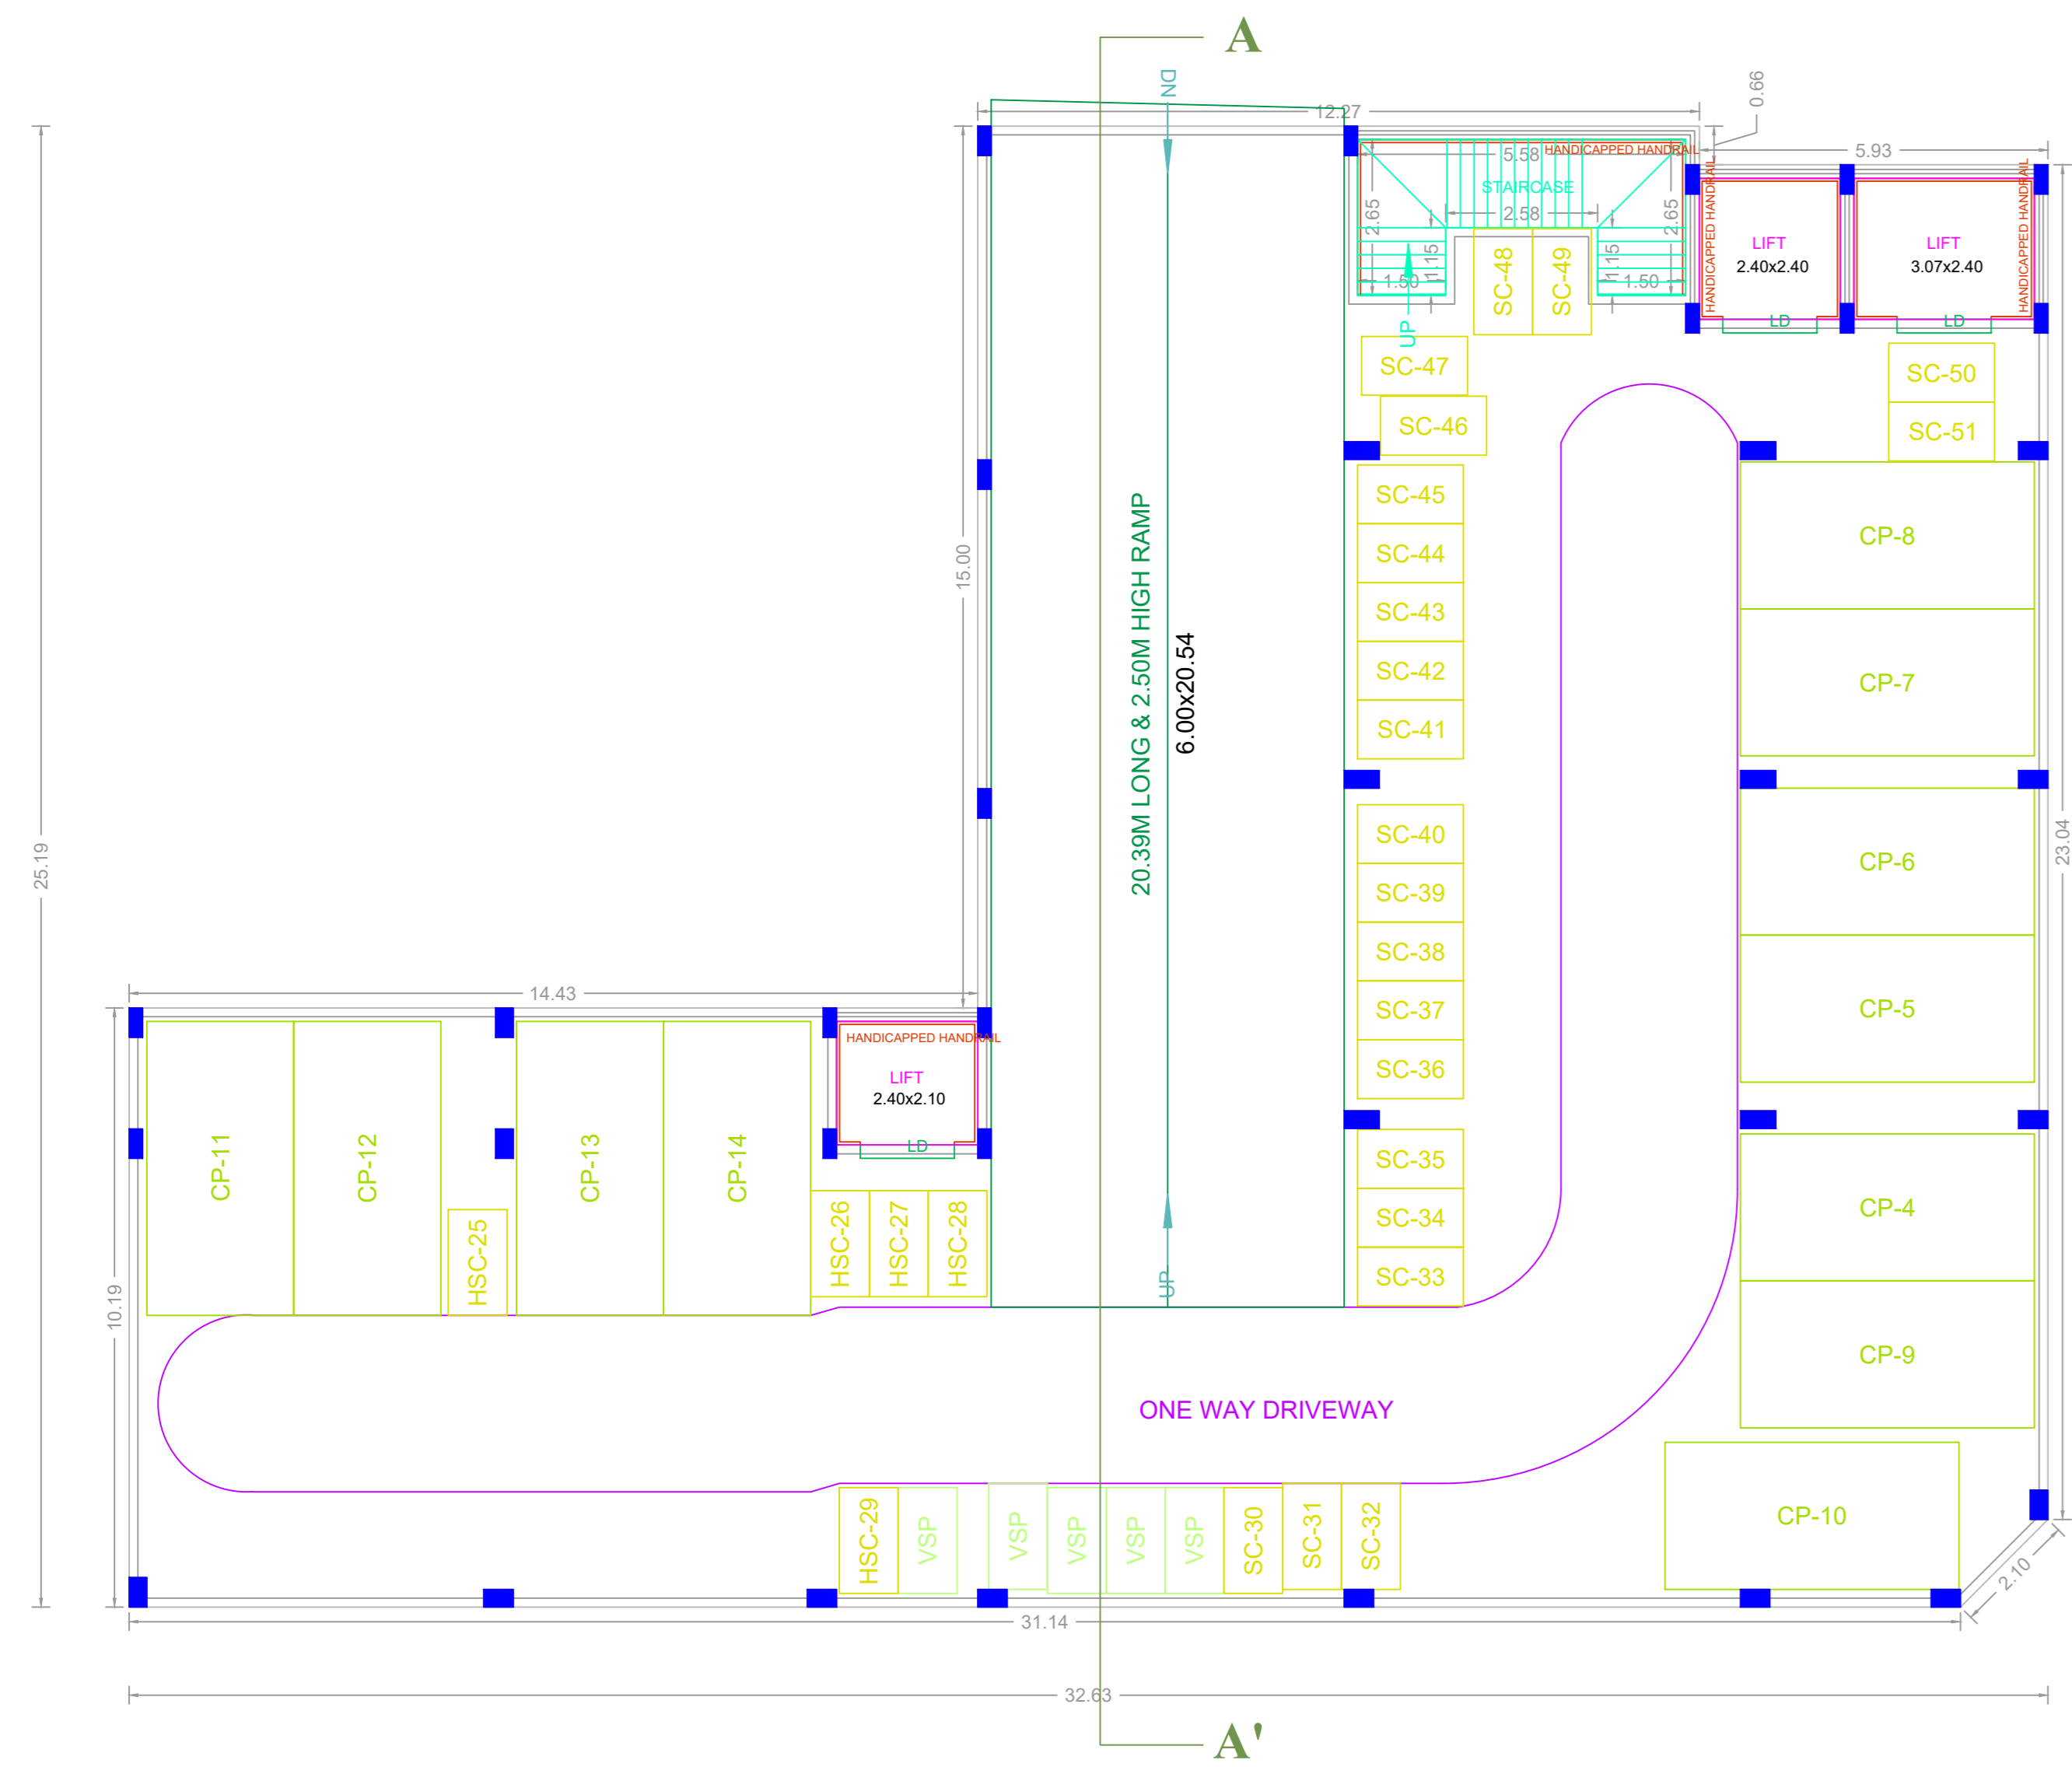 A
DN
12.27
0.66
5.93
HANDICAPPED HANDRAIL
5.58
STAIRCASE
2.65
2.65
2.58
1.15
1.15
1.50
1.50
UP
SC-48
SC-49
HANDICAPPED HANDRAIL
LIFT
2.40x2.40
LD
LIFT
3.07x2.40
HANDICAPPED HANDRAIL
LD
SC-47
SC-46
SC-50
SC-51
SC-45
SC-44
SC-43
SC-42
SC-41
CP-8
CP-7
15.00
20.39M LONG & 2.50M HIGH RAMP
6.00x20.54
25.19
23.04
SC-40
SC-39
SC-38
SC-37
SC-36
CP-6
CP-5
14.43
HANDICAPPED HANDRAIL
LIFT
2.40x2.10
LD
CP-11
CP-12
CP-13
CP-14
HSC-25
HSC-26
HSC-27
HSC-28
UP
SC-35
SC-34
SC-33
CP-4
CP-9
10.19
ONE WAY DRIVEWAY
HSC-29
VSP
VSP
VSP
VSP
VSP
SC-30
SC-31
SC-32
CP-10
2.10
31.14
32.63
A'